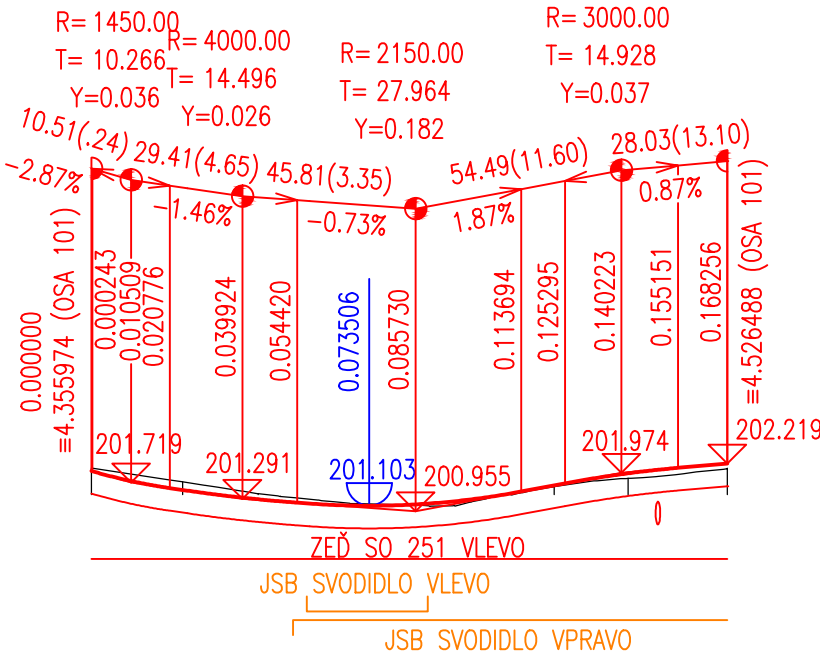 R= 1450.00
T= 10.266
Y=0.036
R= 4000.00
T= 14.496
Y=0.026
R= 2150.00
T= 27.964
Y=0.182
R= 3000.00
T= 14.928
Y=0.037
10.51(.24)
29.41(4.65)
45.81(3.35)
54.49(11.60)
28.03(13.10)
-2.87%
-1.46%
-0.73%
1.87%
0.87%
0.000000
≡4.355974 (OSA 101)
0.000243
0.010509
0.020776
0.039924
0.054420
0.073506
0.085730
0.113694
0.125295
0.140223
0.155151
0.168256
≡4.526488 (OSA 101)
201.719
201.291
201.103
200.955
201.974
202.219
0
ZEĎ SO 251 VLEVO
JSB SVODIDLO VLEVO
JSB SVODIDLO VPRAVO